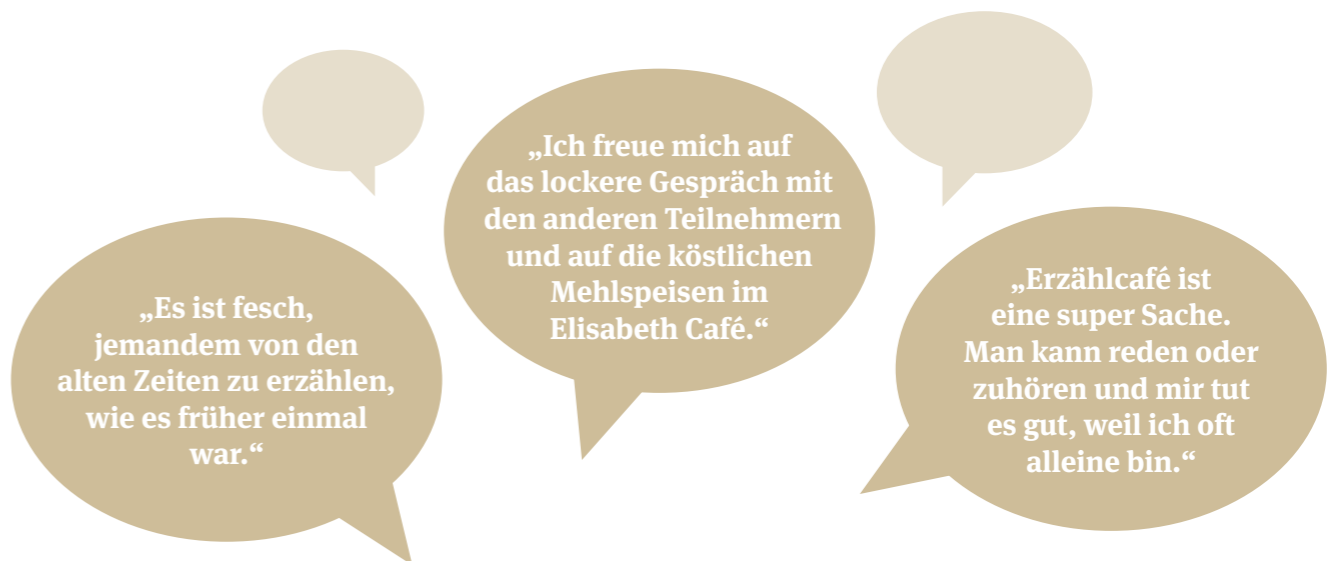 „Es ist fesch,
jemandem von den
alten Zeiten zu erzählen,
wie es früher einmal
war.“
„Ich freue mich auf
das lockere Gespräch mit
den anderen Teilnehmern
und auf die köstlichen
Mehlspeisen im
Elisabeth Café.“
„Erzählcafé ist
eine super Sache.
Man kann reden oder
zuhören und mir tut
es gut, weil ich oft
alleine bin.“